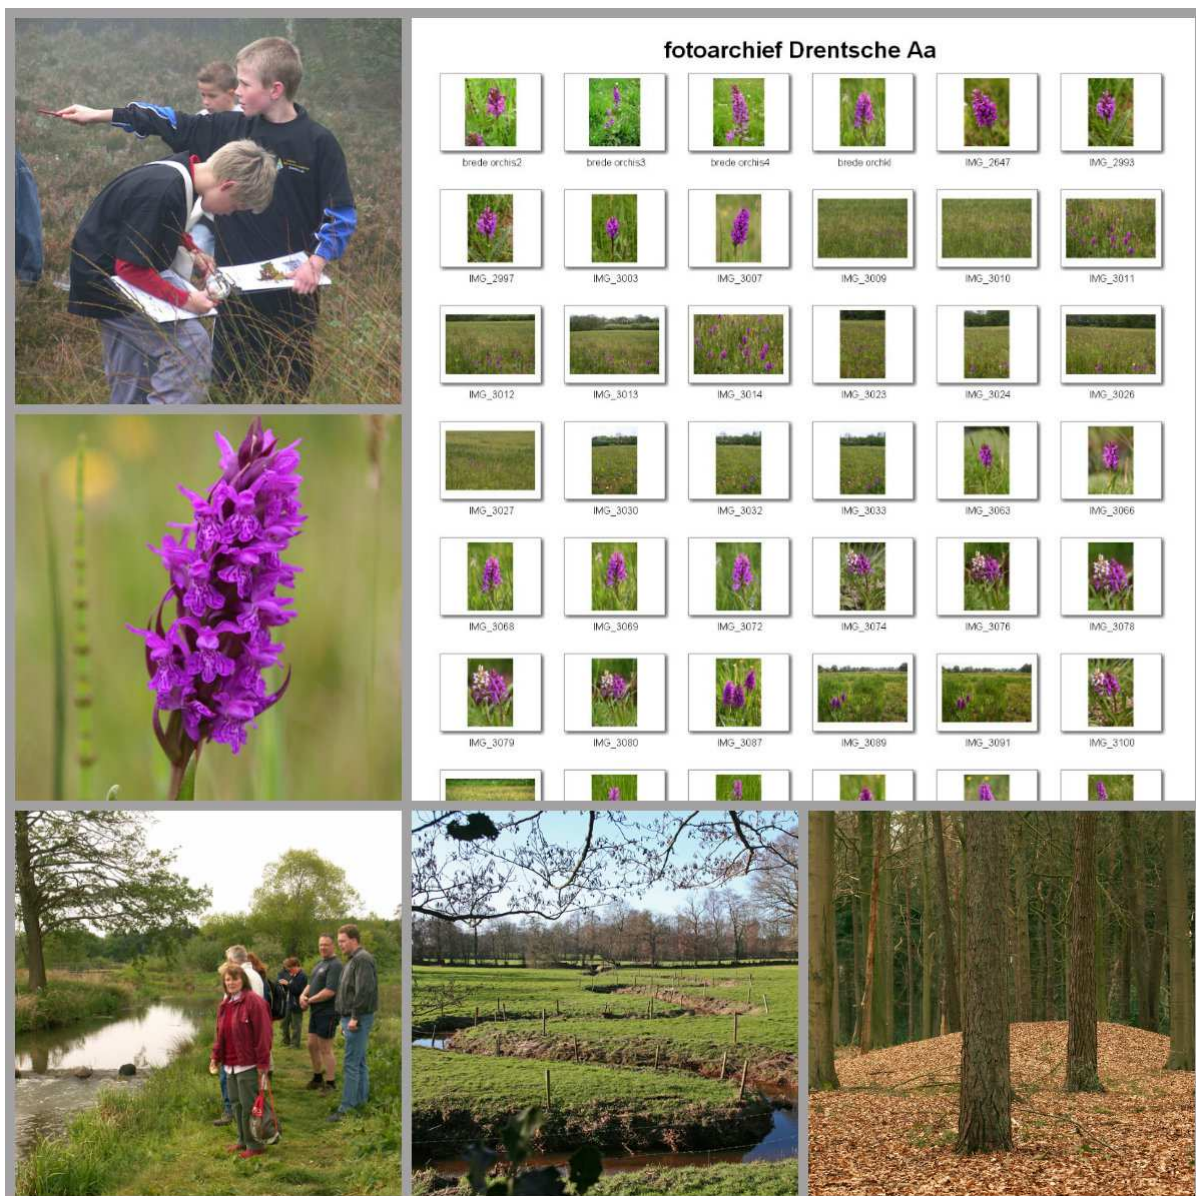 fotoarchief Drentsche Aa
brede orchis2 brede orchis3 brede orchis4 brede orchkl IMG_2647 IMG_2993
IMG_2997 IMG_3003 IMG_3007 IMG_3009 IMG_3010 IMG_3011
IMG_3012 IMG_3013 IMG_3014 IMG_3023 IMG_3024 IMG_3026
IMG_3027 IMG_3030 IMG_3032 IMG_3033 IMG_3063 IMG_3066
IMG_3068 IMG_3069 IMG_3072 IMG_3074 IMG_3076 IMG_3078
IMG_3079 IMG_3080 IMG_3087 IMG_3089 IMG_3091 IMG_3100